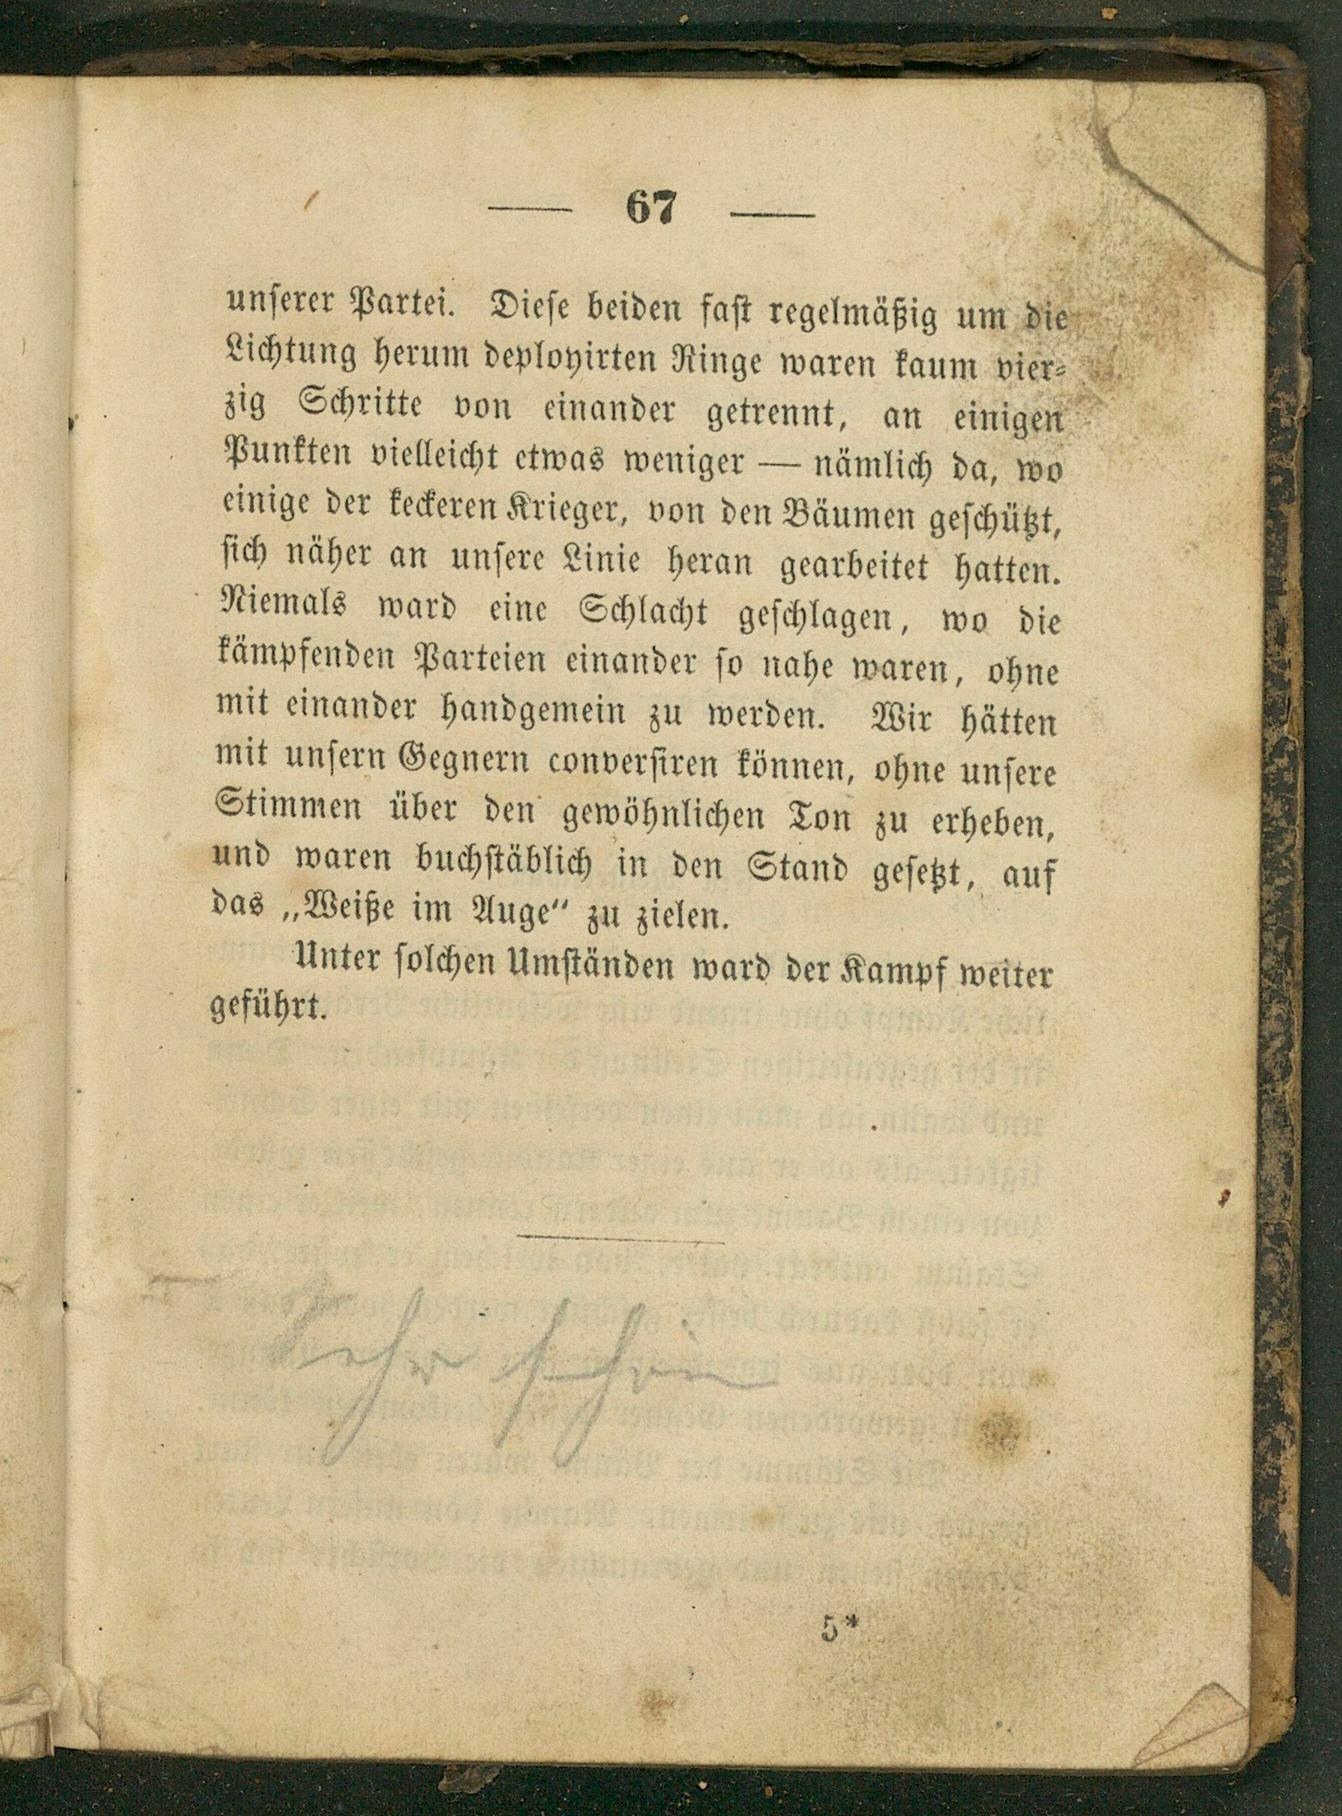 — 67 —
unserer Partei. Diese beiden fast regelmäßig um die
Lichtung herum deployirten Ringe waren kaum vier-
zig Schritte von einander getrennt, an einigen
Punkten vielleicht etwas weniger — nämlich da, wo
einige der keckeren Krieger, von den Bäumen geschützt,
sich näher an unsere Linie heran gearbeitet hatten.
Niemals ward eine Schlacht geschlagen, wo die
kämpfenden Parteien einander so nahe waren, ohne
mit einander handgemein zu werden. Wir hätten
mit unsern Gegnern conversiren können, ohne unsere
Stimmen über den gewöhnlichen Ton zu erheben,
und waren buchstäblich in den Stand gesetzt, auf
das „Weiße im Auge“ zu zielen.
Unter solchen Umständen ward der Kampf weiter
geführt.
Sehr schön
5*